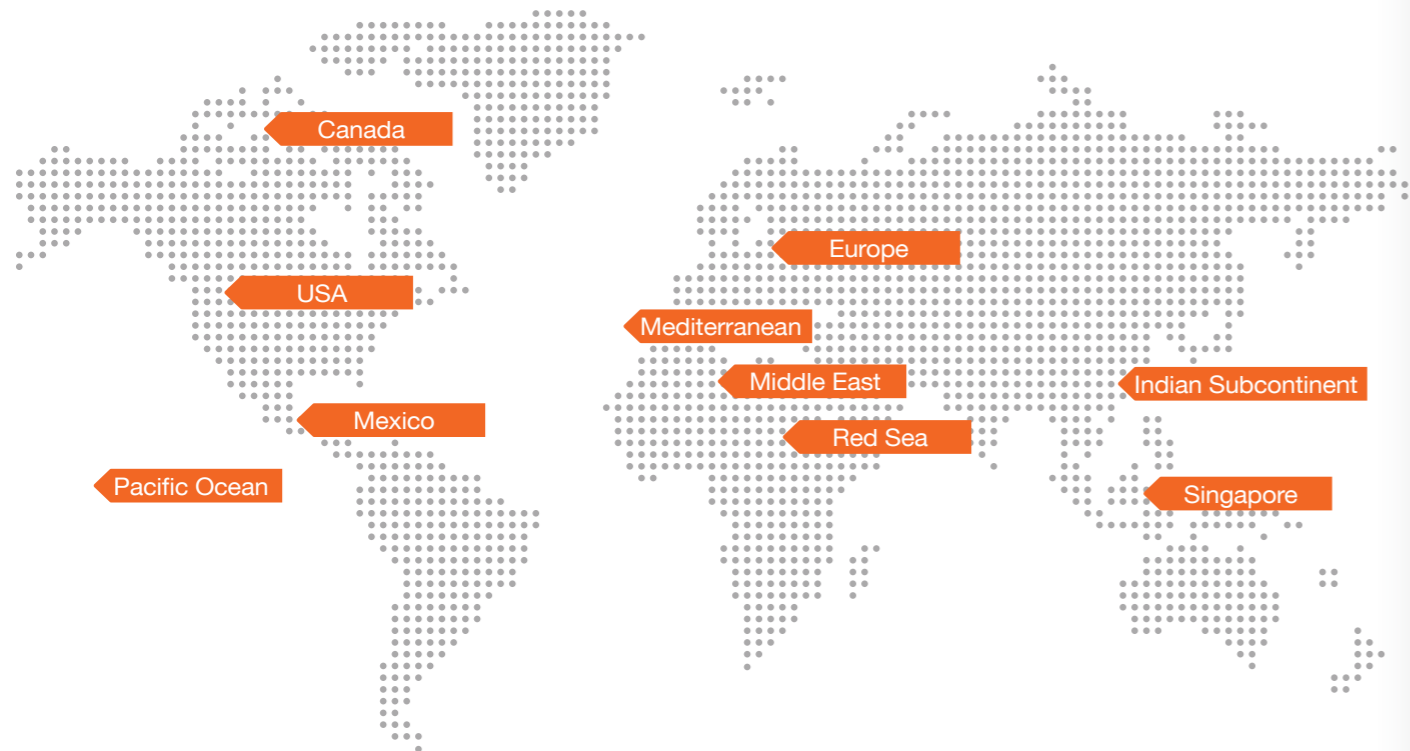 Canada
Europe
USA
Mediterranean
Middle East
Indian Subcontinent
Mexico
Red Sea
Pacific Ocean
Singapore